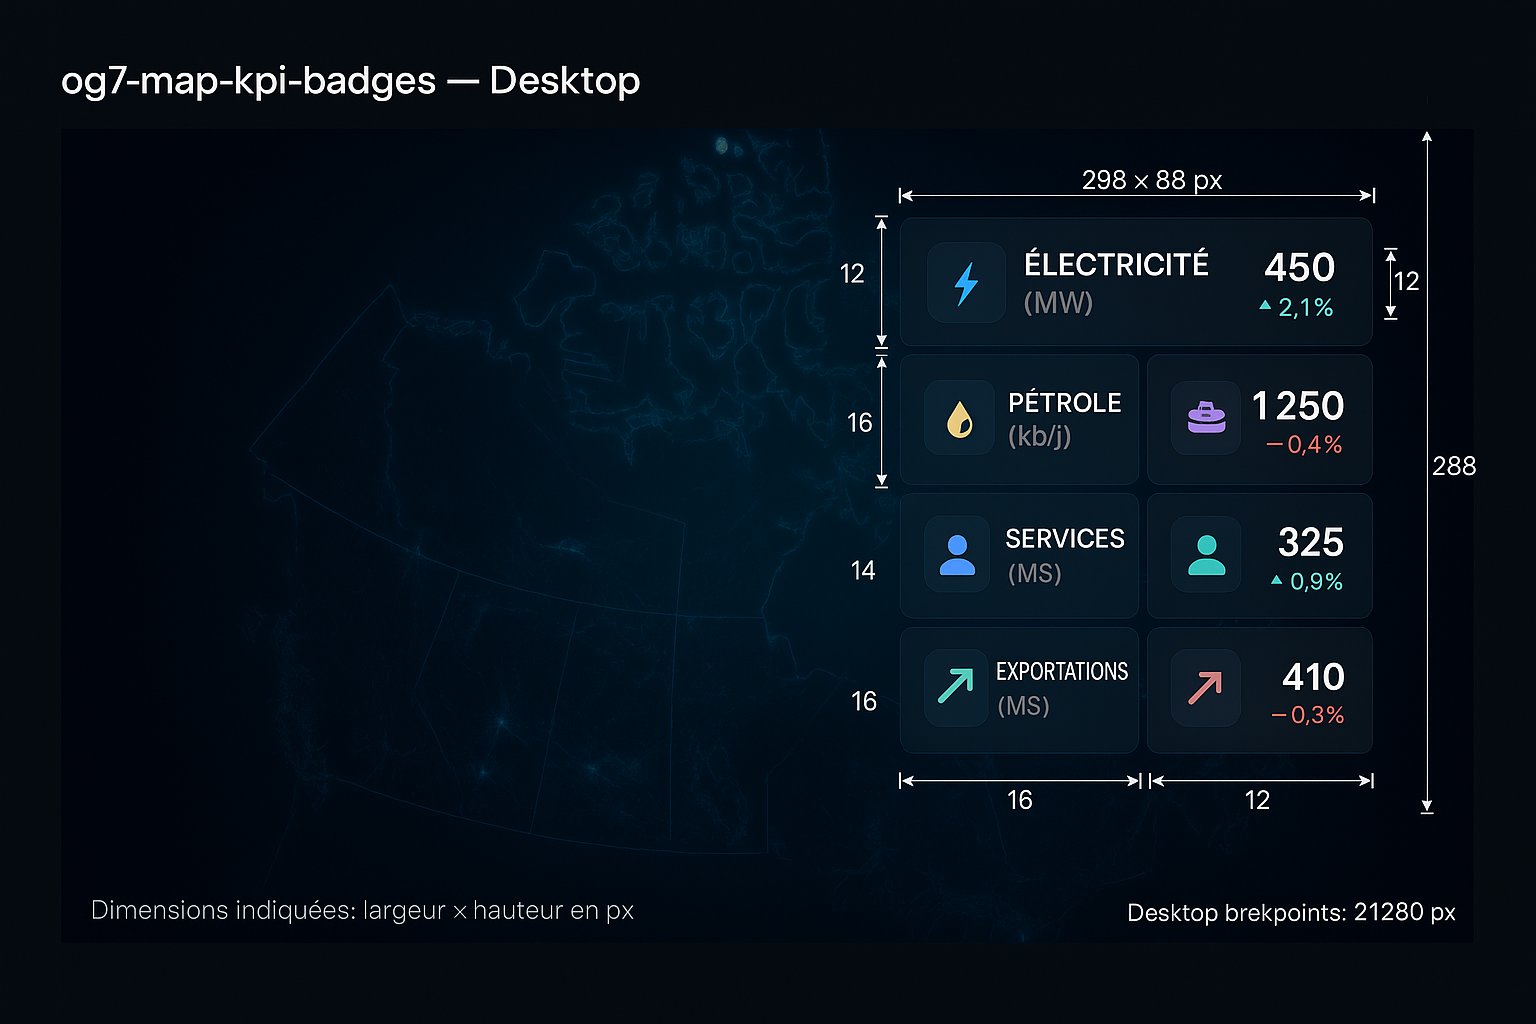 og7-map-kpi-badges — Desktop
298 × 88 px
12
ÉLECTRICITÉ
(MW)
450
▲ 2,1%
12
16
PÉTROLE
(kb/j)
1 250
—0,4%
288
14
SERVICES
(MS)
325
▲ 0,9%
16
EXPORTATIONS
(MS)
410
—0,3%
16
12
Dimensions indiquées: largeur × hauteur en px
Desktop brekpoints: 21280 px